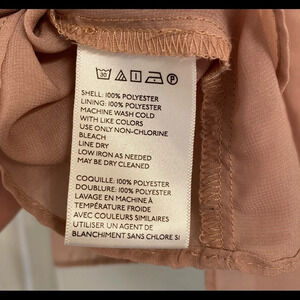 30 P
SHELL: 100% POLYESTER
LINING: 100% POLYESTER
MACHINE WASH COLD
WITH LIKE COLORS
USE ONLY NON-CHLORINE
BLEACH
LINE DRY
LOW IRON AS NEEDED
MAY BE DRY CLEANED
COQUILLE: 100% POLYESTER
DOUBLURE: 100% POLYESTER
LAVAGE EN MACHINE À
TEMPÉRATURE FROIDE
AVEC COULEURS SIMILAIRES
UTILISER UN AGENT DE
BLANCHIMENT SANS CHLORE SI